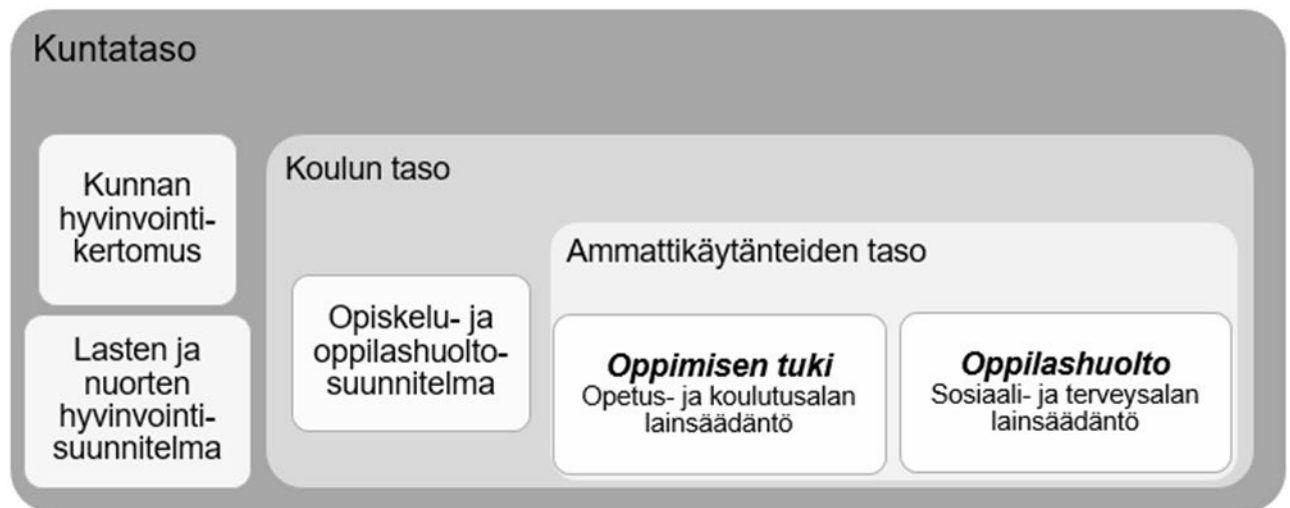 Kuntataso
Kunnan
hyvinvointi-
kertomus
Lasten ja
nuorten
hyvinvointi-
suunnitelma
Koulun taso
Opiskelu- ja
oppilashuolto-
suunnitelma
Ammattikäytänteiden taso
Oppimisen tuki
Opetus- ja koulutusalan
lainsäädäntö
Oppilashuolto
Sosiaali- ja terveysalan
lainsäädäntö